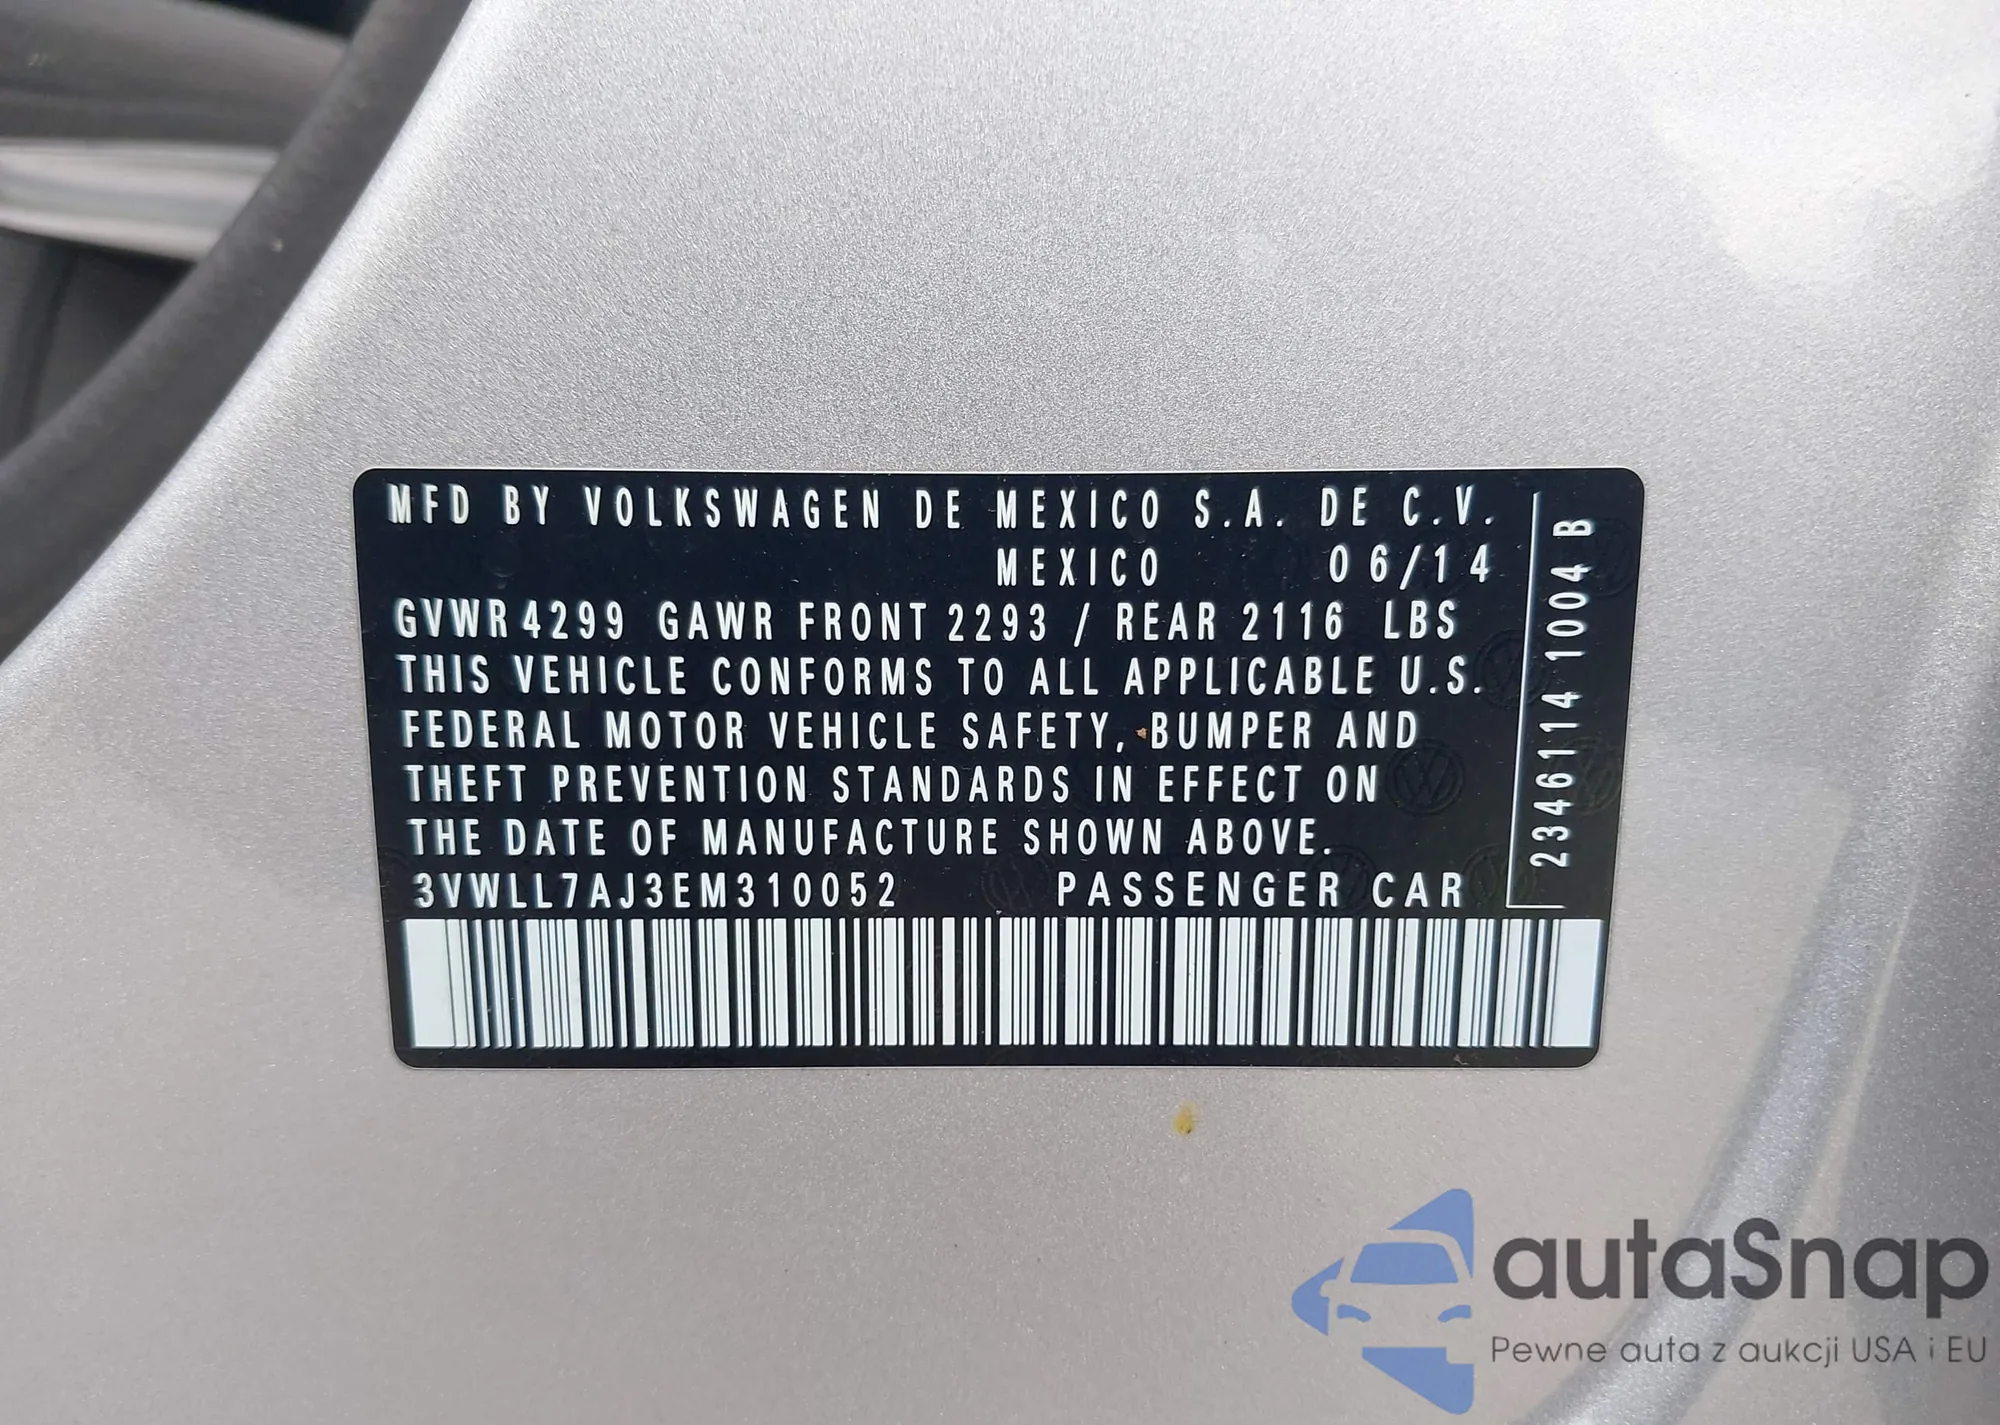 MFD BY VOLKSWAGEN DE MEXICO S.A. DE C.V.
MEXICO 06/14
GVWR 4299 GAWR FRONT 2293 / REAR 2116 LBS
THIS VEHICLE CONFORMS TO ALL APPLICABLE U.S.
FEDERAL MOTOR VEHICLE SAFETY, BUMPER AND
THEFT PREVENTION STANDARDS IN EFFECT ON
THE DATE OF MANUFACTURE SHOWN ABOVE.
3VWLL7AJ3EM310052 PASSENGER CAR
2346114 1004 B
autaSnap
Pewne auta z aukcji USA i EU